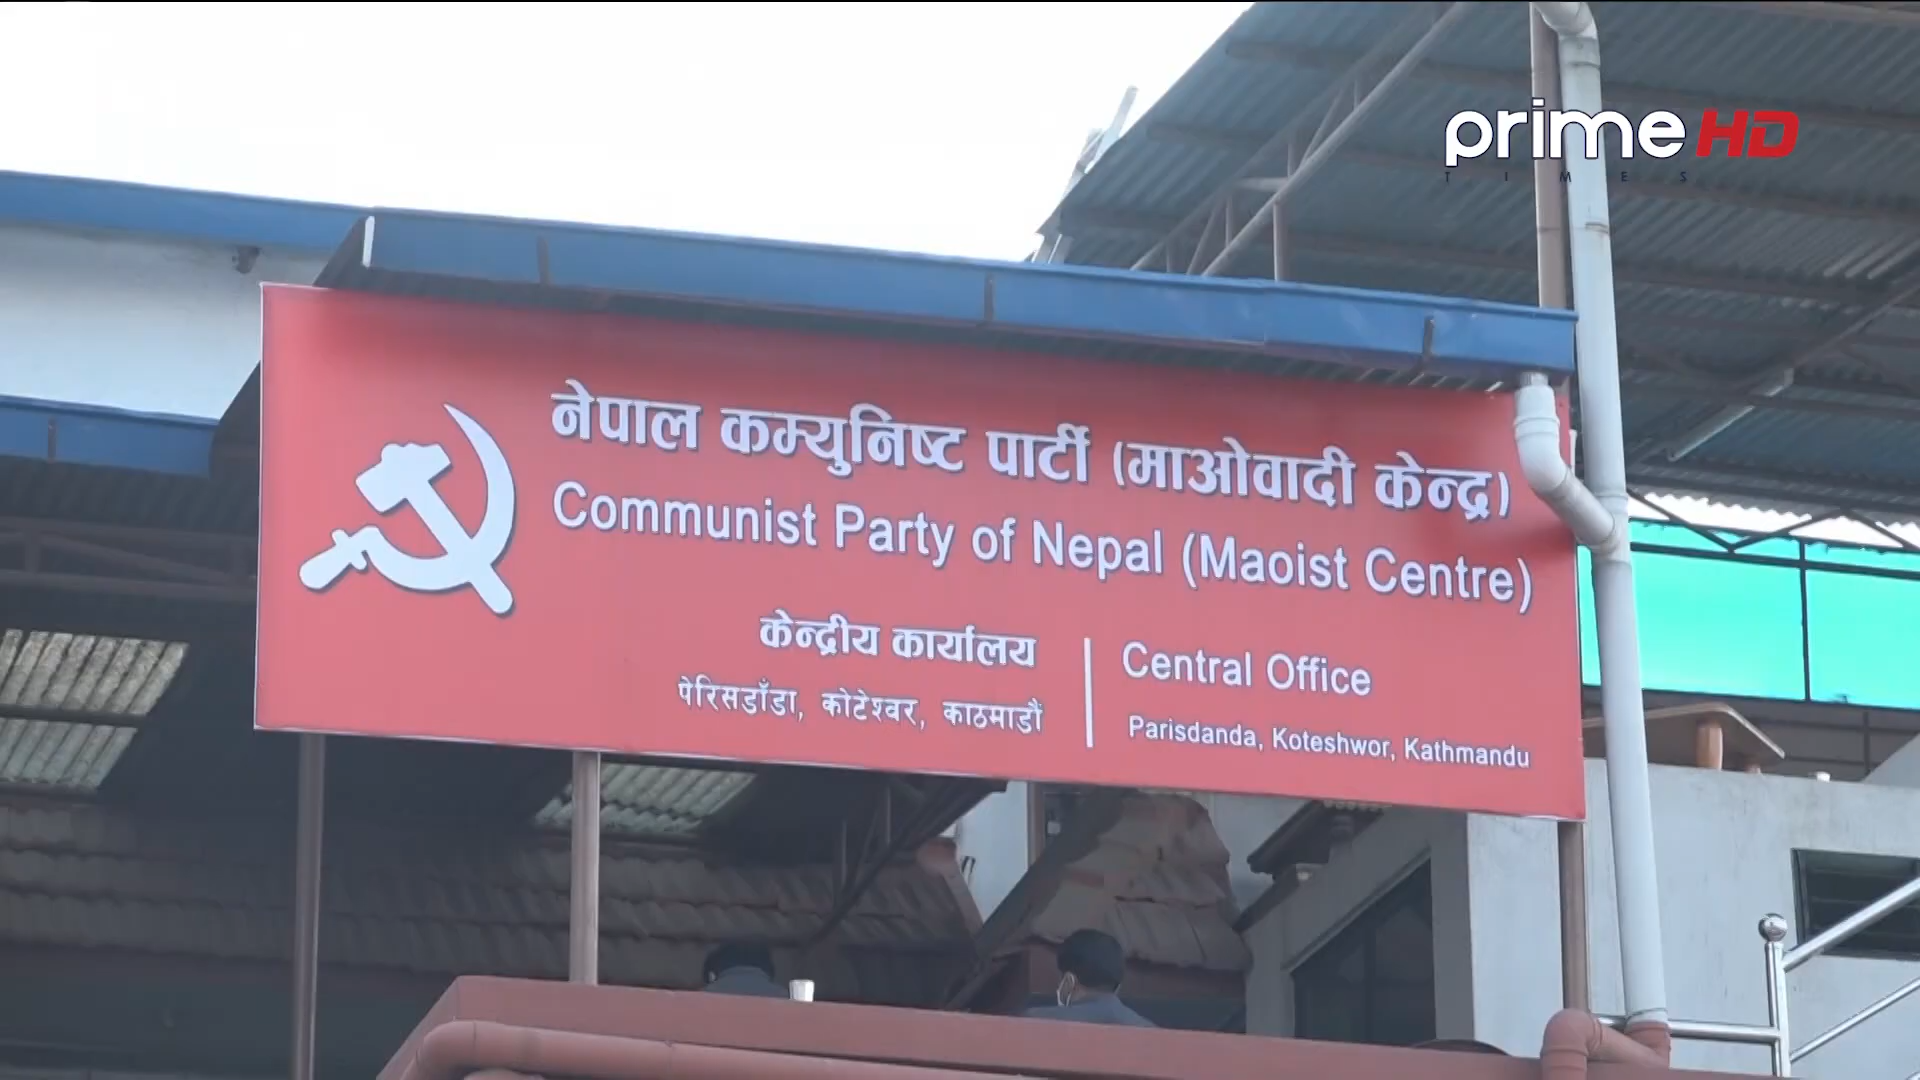 prime HD
TIMES
नेपाल कम्युनिष्ट पार्टी (माओवादी केन्द्र)
Communist Party of Nepal (Maoist Centre)
केन्द्रीय कार्यालय
पेरिसडाँडा, कोटेश्वर, काठमाडौं
Central Office
Parisdanda, Koteshwor, Kathmandu